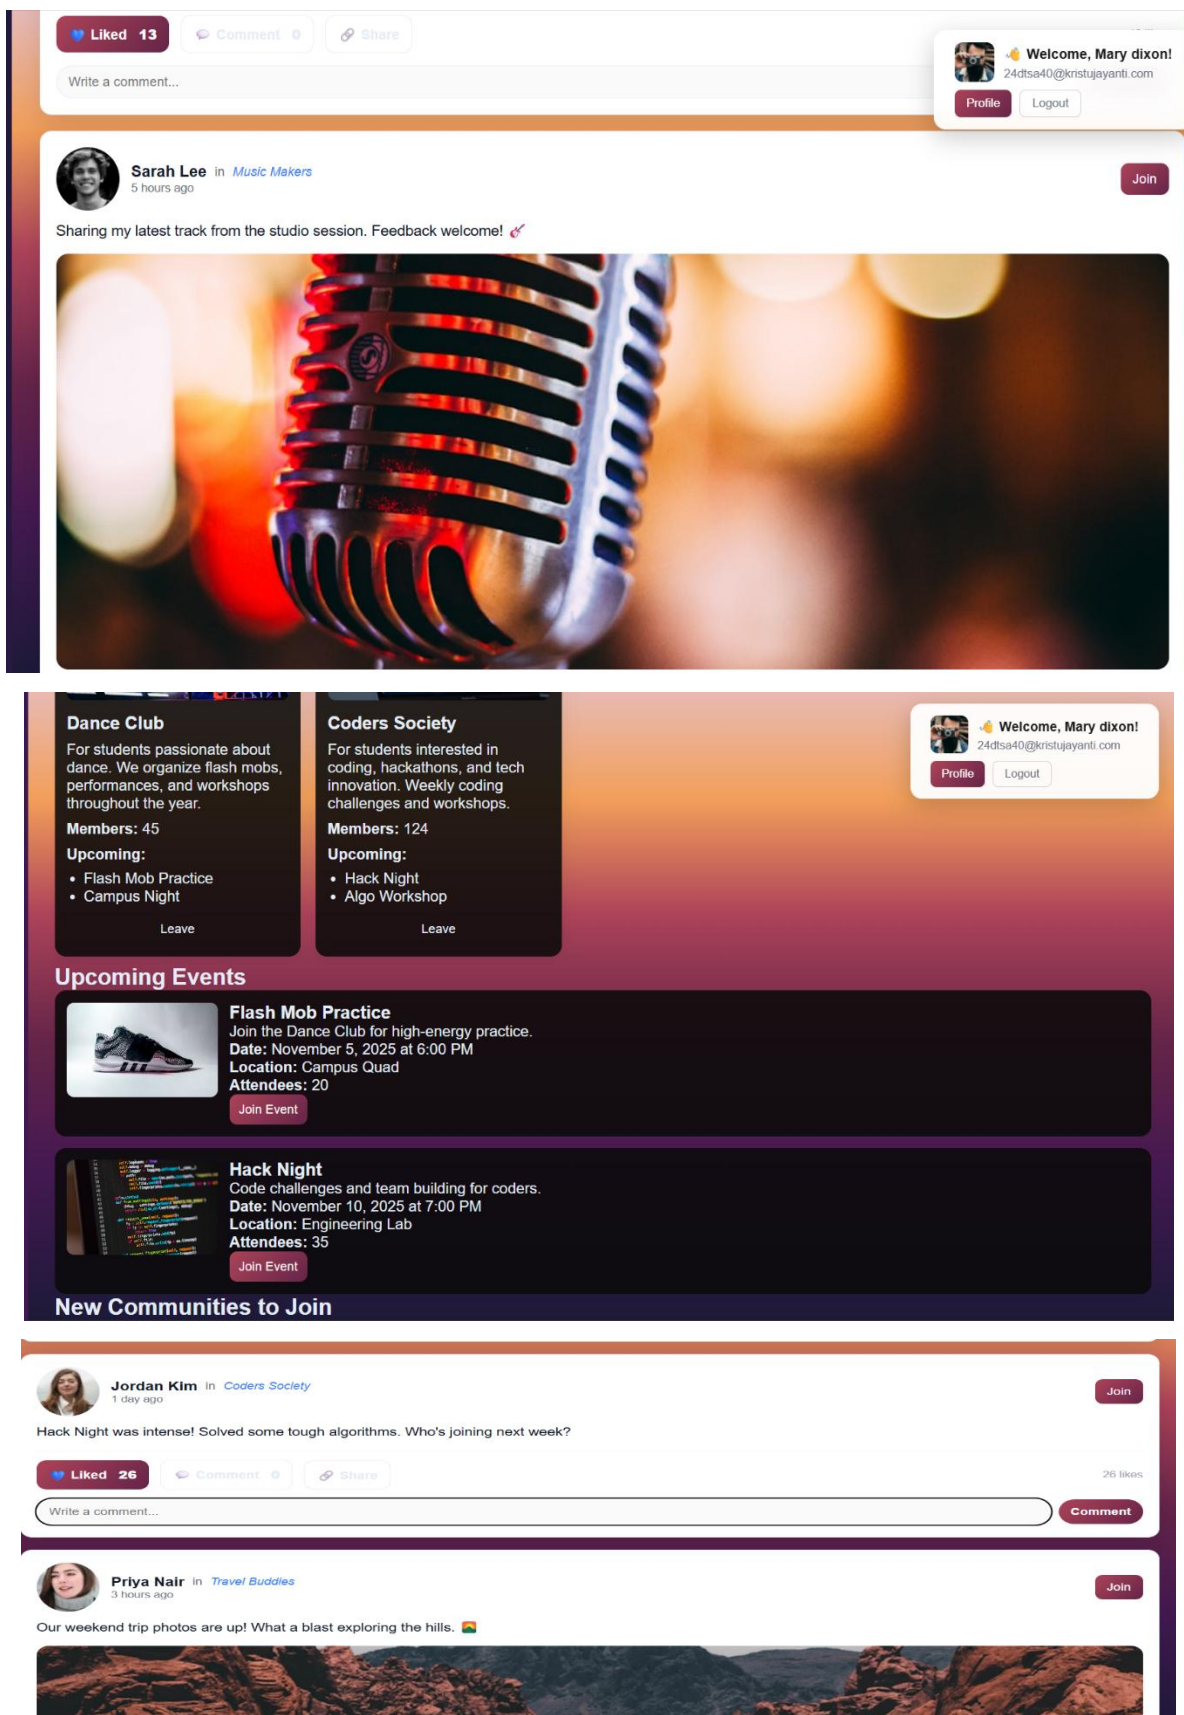 💙 Liked 13 💬 Comment 0 🔗 Share
Write a comment...
👋 Welcome, Mary dixon!
24dtsa40@kristujayanti.com
Profile Logout
Sarah Lee in Music Makers
5 hours ago
Join
Sharing my latest track from the studio session. Feedback welcome! 🎸
Dance Club
For students passionate about
dance. We organize flash mobs,
performances, and workshops
throughout the year.
Members: 45
Upcoming:
• Flash Mob Practice
• Campus Night
Leave
Coders Society
For students interested in
coding, hackathons, and tech
innovation. Weekly coding
challenges and workshops.
Members: 124
Upcoming:
• Hack Night
• Algo Workshop
Leave
👋 Welcome, Mary dixon!
24dtsa40@kristujayanti.com
Profile Logout
Upcoming Events
Flash Mob Practice
Join the Dance Club for high-energy practice.
Date: November 5, 2025 at 6:00 PM
Location: Campus Quad
Attendees: 20
Join Event
Hack Night
Code challenges and team building for coders.
Date: November 10, 2025 at 7:00 PM
Location: Engineering Lab
Attendees: 35
Join Event
New Communities to Join
Jordan Kim in Coders Society
1 day ago
Join
Hack Night was intense! Solved some tough algorithms. Who's joining next week?
💙 Liked 26 💬 Comment 0 🔗 Share
26 likes
Write a comment...
Comment
Priya Nair in Travel Buddies
3 hours ago
Join
Our weekend trip photos are up! What a blast exploring the hills. 🌄